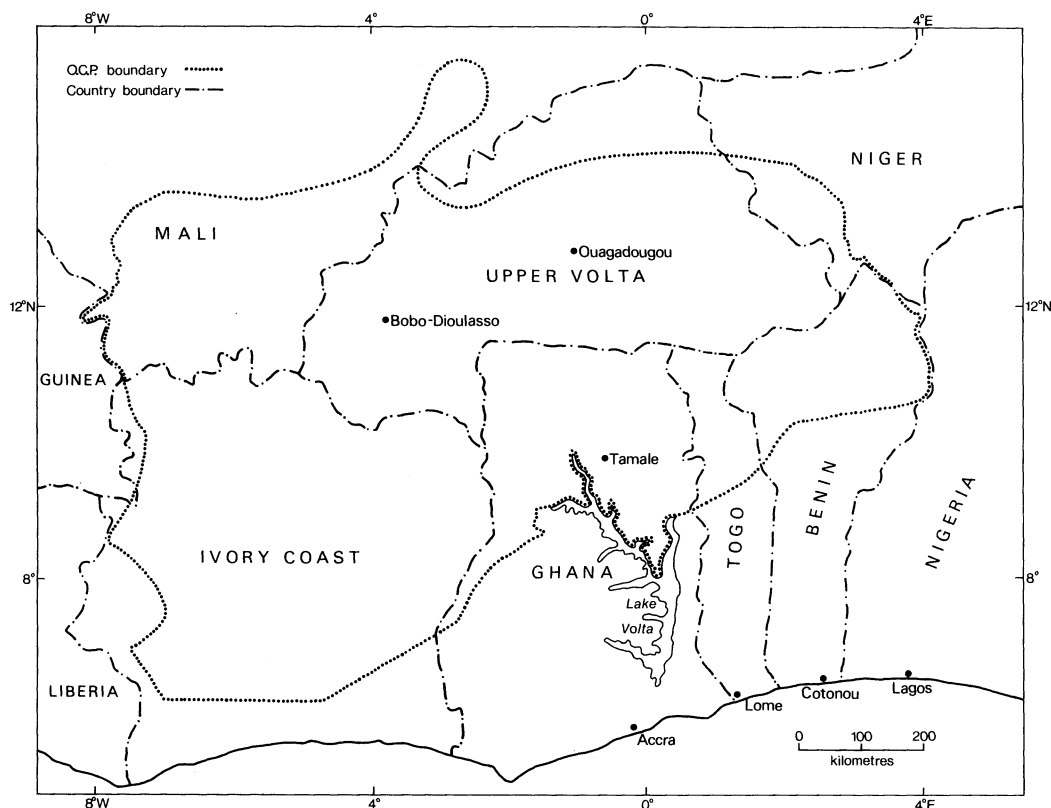 8°W
4°
0°
4°E
O.C.P. boundary
Country boundary
NIGER
MALI
Ouagadougou
UPPER VOLTA
12°N
12°N
Bobo-Dioulasso
GUINEA
Tamale
BENIN
TOGO
NIGERIA
IVORY COAST
GHANA
8°
8°
Lake
Volta
LIBERIA
Lome
Cotonou
Lagos
Accra
0 100 200
kilometres
8°W
4°
0°
4°E